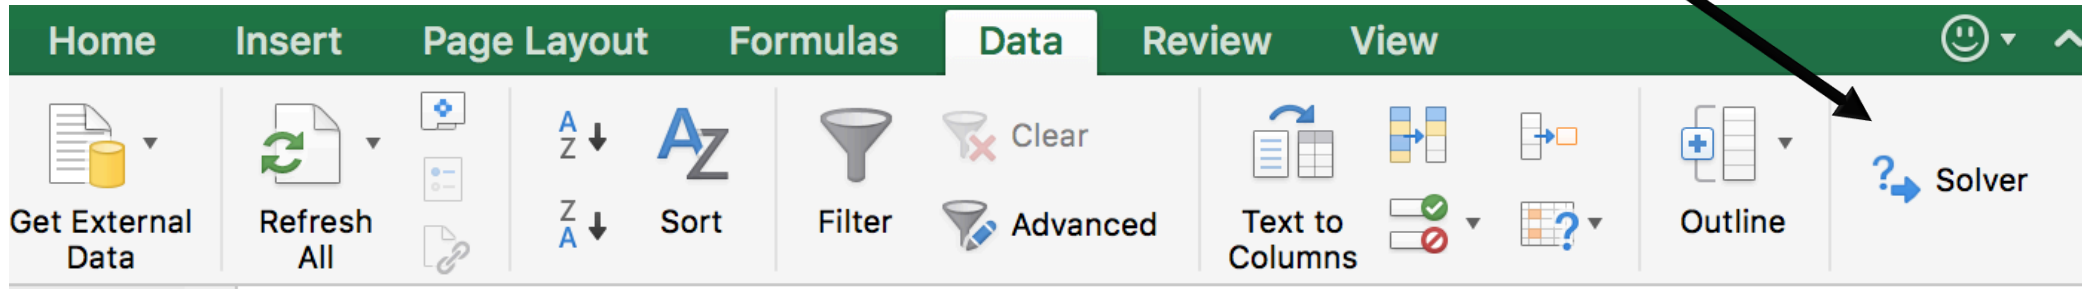 Home Insert Page Layout Formulas Data Review View
Get External
Data
Refresh
All
A
Z
Z
A
AZ
Sort
Filter
Clear
Advanced
Text to
Columns
?
Outline
?
Solver